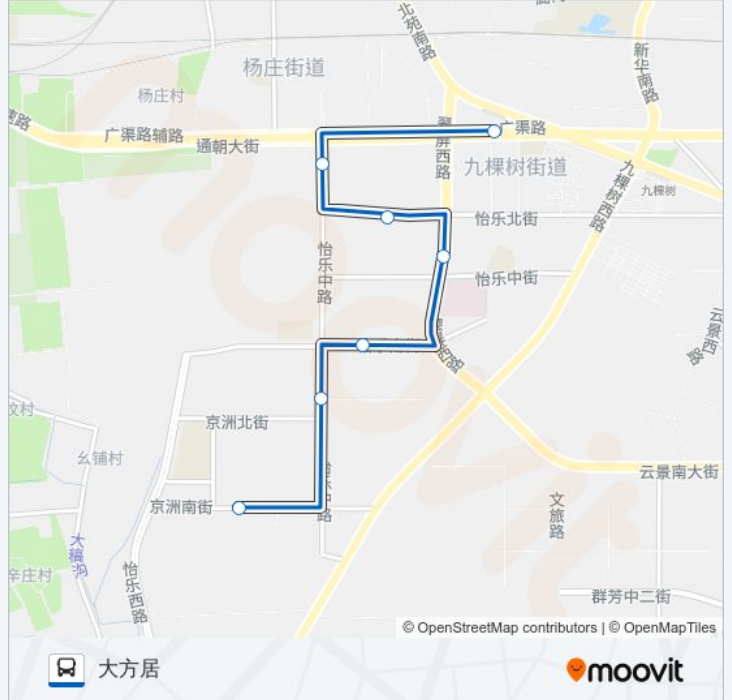 北苑南路
新华南路
杨庄街道
杨庄村
广渠路
广渠路辅路
通朝大街
翠屏西路
九棵树街道
九棵树西路
九棵树
怡乐北街
怡乐中路
怡乐中街
云景西路
京洲北街
幺铺村
云景南大街
京洲南街
文旅路
大稿沟
辛庄村
怡乐西路
群芳中二街
© OpenStreetMap contributors | © OpenMapTiles
大方居
moovit